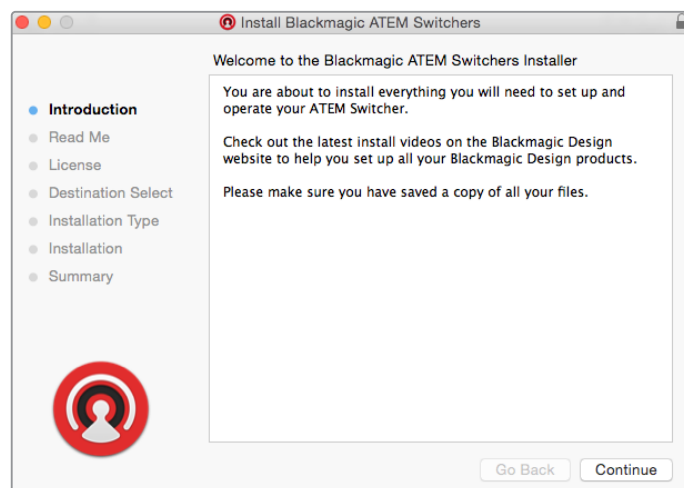 Install Blackmagic ATEM Switchers
Welcome to the Blackmagic ATEM Switchers Installer
Introduction
Read Me
License
Destination Select
Installation Type
Installation
Summary
You are about to install everything you will need to set up and
operate your ATEM Switcher.
Check out the latest install videos on the Blackmagic Design
website to help you set up all your Blackmagic Design products.
Please make sure you have saved a copy of all your files.
Go Back
Continue